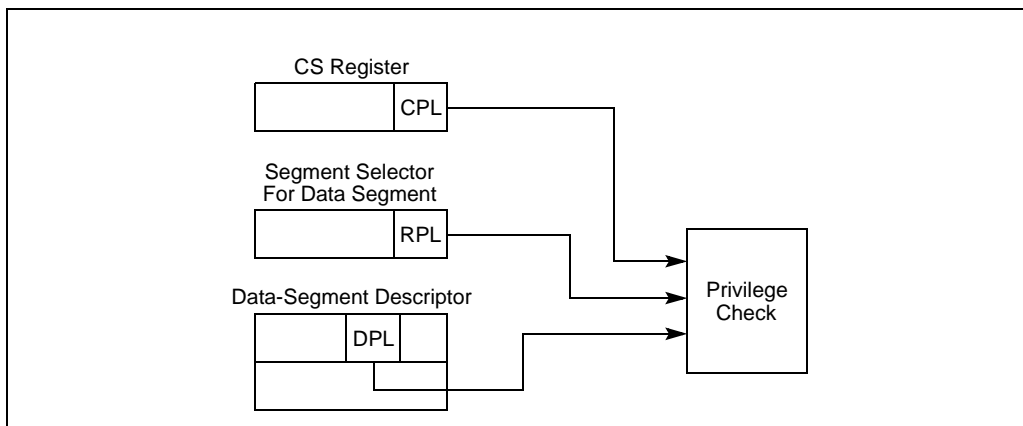 CS Register
CPL
Segment Selector
For Data Segment
RPL
Data-Segment Descriptor
DPL
Privilege
Check